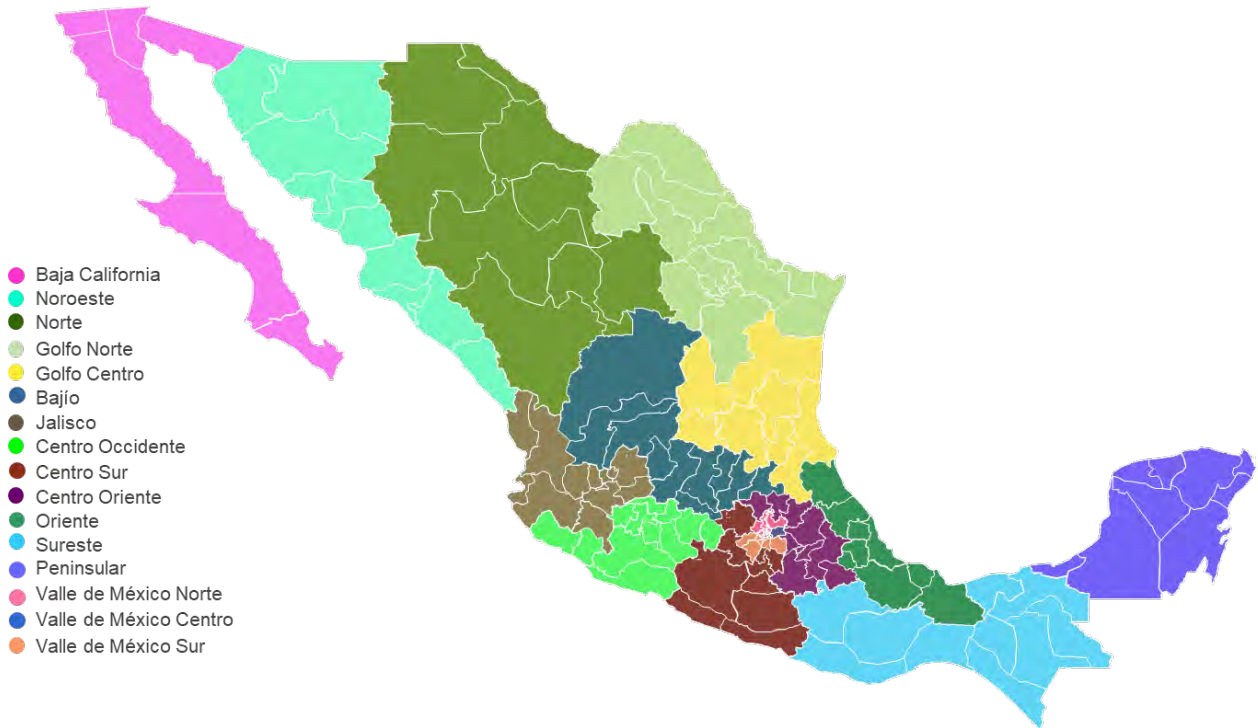 Baja California
Noroeste
Norte
Golfo Norte
Golfo Centro
Bajío
Jalisco
Centro Occidente
Centro Sur
Centro Oriente
Oriente
Sureste
Peninsular
Valle de México Norte
Valle de México Centro
Valle de México Sur